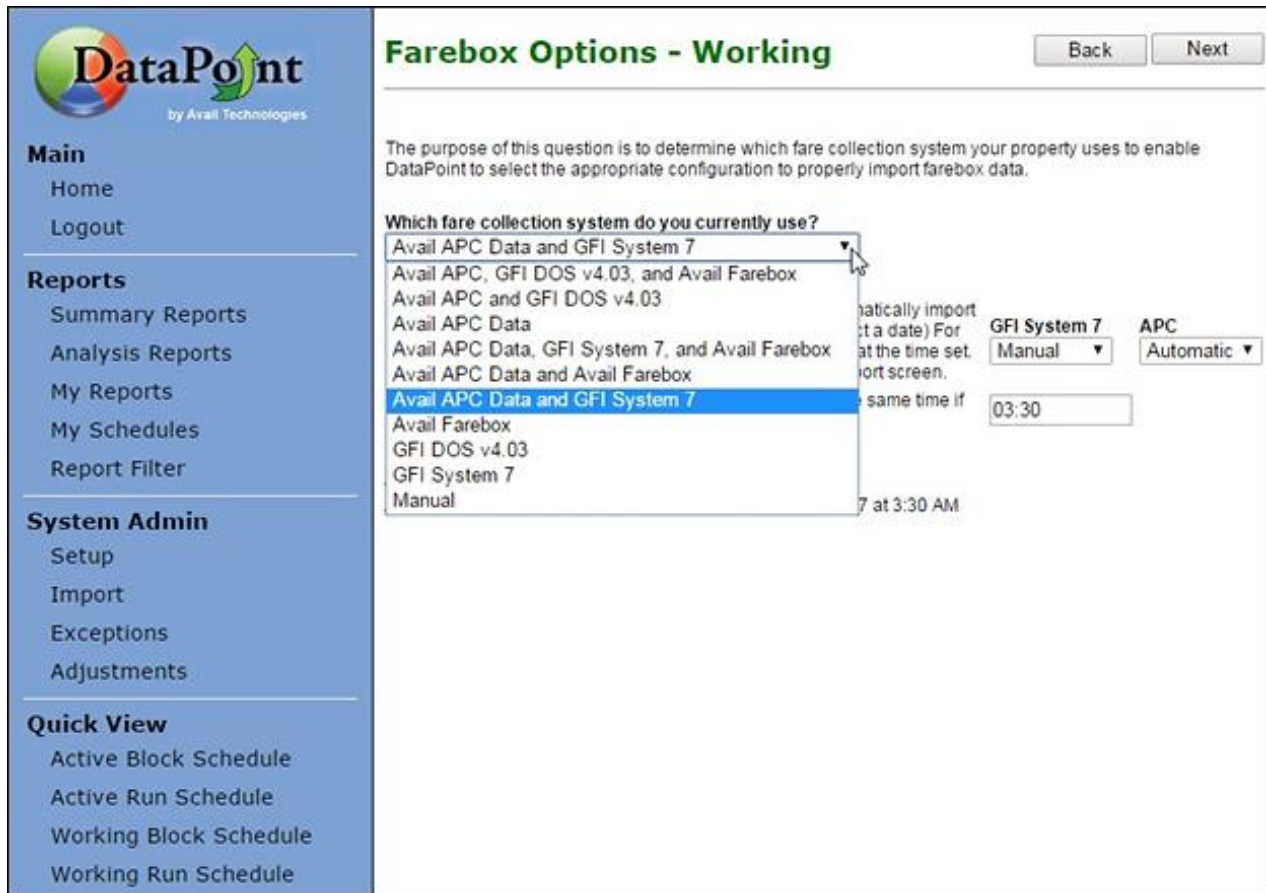 DataPoint
by Avail Technologies
Main
Home
Logout
Reports
Summary Reports
Analysis Reports
My Reports
My Schedules
Report Filter
System Admin
Setup
Import
Exceptions
Adjustments
Quick View
Active Block Schedule
Active Run Schedule
Working Block Schedule
Working Run Schedule
Farebox Options - Working
Back
Next
The purpose of this question is to determine which fare collection system your property uses to enable
DataPoint to select the appropriate configuration to properly import farebox data.
Which fare collection system do you currently use?
Avail APC Data and GFI System 7
Avail APC, GFI DOS v4.03, and Avail Farebox
Avail APC and GFI DOS v4.03
Avail APC Data
Avail APC Data, GFI System 7, and Avail Farebox
Avail APC Data and Avail Farebox
Avail APC Data and GFI System 7
Avail Farebox
GFI DOS v4.03
GFI System 7
Manual
import
a date) For
at the time set.
screen.
same time if
7 at 3:30 AM
GFI System 7
APC
Manual
Automatic
03:30